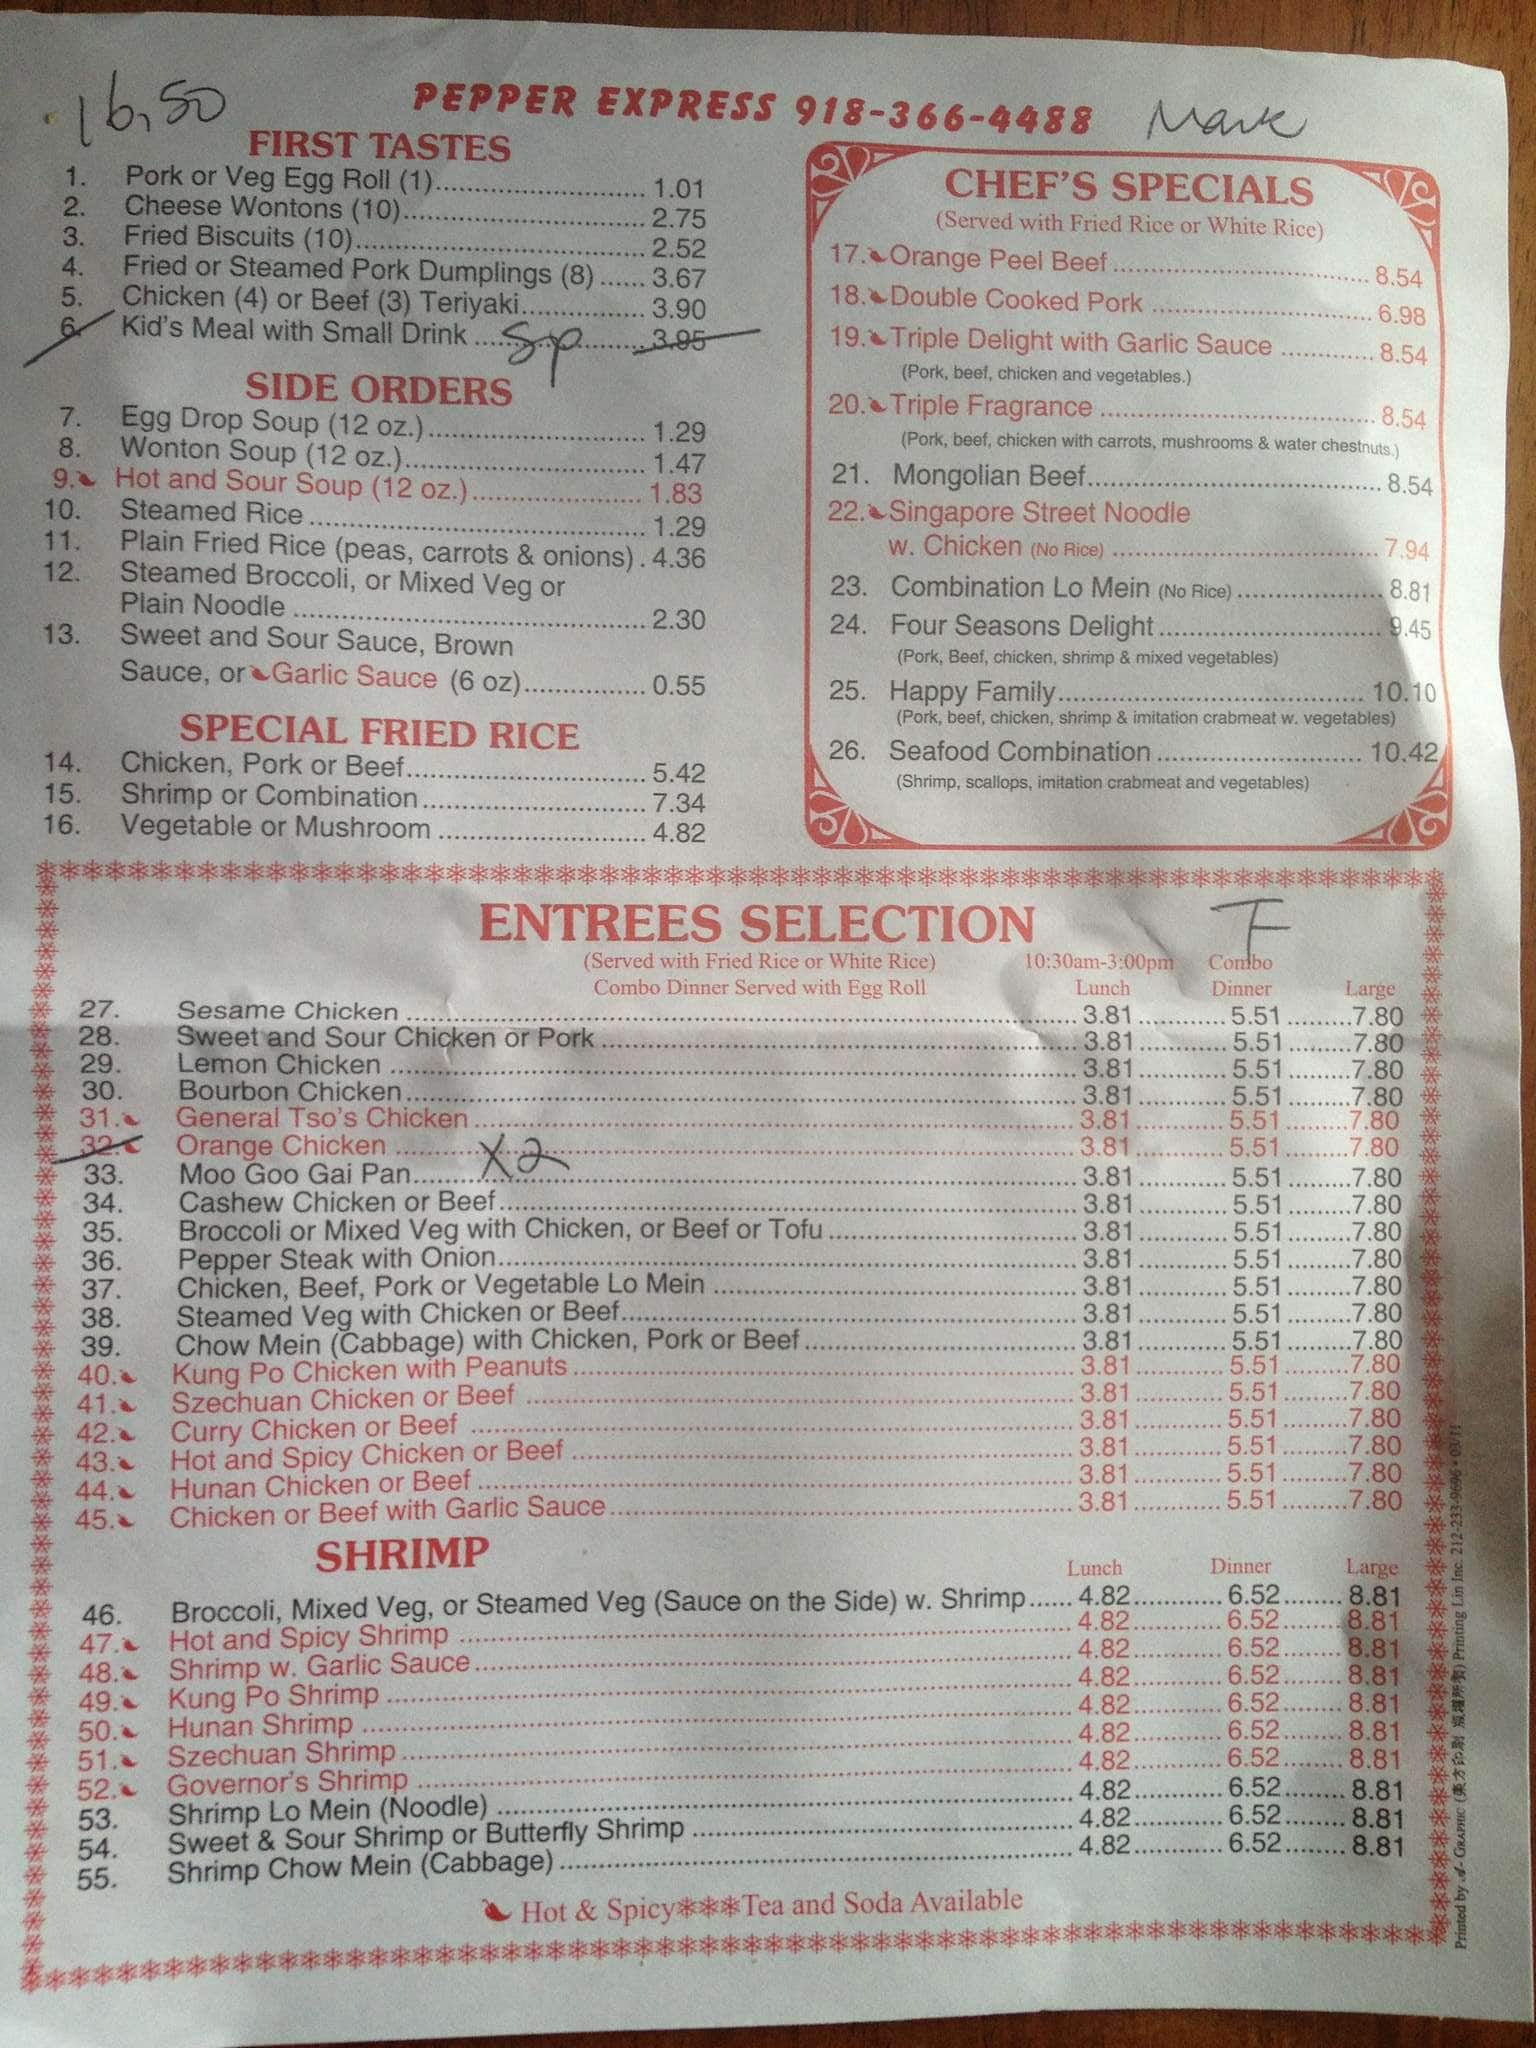 16,50
PEPPER EXPRESS 918-366-4488
Mark
FIRST TASTES
1. Pork or Veg Egg Roll (1)........................... 1.01
2. Cheese Wontons (10)............................... 2.75
3. Fried Biscuits (10).................................... 2.52
4. Fried or Steamed Pork Dumplings (8)...... 3.67
5. Chicken (4) or Beef (3) Teriyaki................ 3.90
6. Kid's Meal with Small Drink .... Sp ......... 3.95
SIDE ORDERS
7. Egg Drop Soup (12 oz.)............................ 1.29
8. Wonton Soup (12 oz.)............................... 1.47
9. Hot and Sour Soup (12 oz.)...................... 1.83
10. Steamed Rice .......................................... 1.29
11. Plain Fried Rice (peas, carrots & onions) . 4.36
12. Steamed Broccoli, or Mixed Veg or
Plain Noodle ............................................ 2.30
13. Sweet and Sour Sauce, Brown
Sauce, or Garlic Sauce (6 oz)................ 0.55
SPECIAL FRIED RICE
14. Chicken, Pork or Beef............................... 5.42
15. Shrimp or Combination............................ 7.34
16. Vegetable or Mushroom .......................... 4.82
CHEF'S SPECIALS
(Served with Fried Rice or White Rice)
17. Orange Peel Beef .................................. 8.54
18. Double Cooked Pork ............................. 6.98
19. Triple Delight with Garlic Sauce ............ 8.54
(Pork, beef, chicken and vegetables.)
20. Triple Fragrance .................................... 8.54
(Pork, beef, chicken with carrots, mushrooms & water chestnuts.)
21. Mongolian Beef...................................... 8.54
22. Singapore Street Noodle
w. Chicken (No Rice) .................................. 7.94
23. Combination Lo Mein (No Rice) .................. 8.81
24. Four Seasons Delight............................. 9.45
(Pork, Beef, chicken, shrimp & mixed vegetables)
25. Happy Family........................................ 10.10
(Pork, beef, chicken, shrimp & imitation crabmeat w. vegetables)
26. Seafood Combination ........................... 10.42
(Shrimp, scallops, imitation crabmeat and vegetables)
ENTREES SELECTION
F
(Served with Fried Rice or White Rice) 10:30am-3:00pm Combo
Combo Dinner Served with Egg Roll Lunch Dinner Large
27. Sesame Chicken ........ 3.81............ 5.51.........7.80
28. Sweet and Sour Chicken or Pork ........ 3.81............ 5.51.........7.80
29. Lemon Chicken ........ 3.81............ 5.51.........7.80
30. Bourbon Chicken ........ 3.81............ 5.51.........7.80
31. General Tso's Chicken ........ 3.81............ 5.51.........7.80
32. Orange Chicken ........ X2 ........ 3.81............ 5.51.........7.80
33. Moo Goo Gai Pan........ 3.81............ 5.51.........7.80
34. Cashew Chicken or Beef........ 3.81............ 5.51.........7.80
35. Broccoli or Mixed Veg with Chicken, or Beef or Tofu ........ 3.81............ 5.51.........7.80
36. Pepper Steak with Onion........ 3.81............ 5.51.........7.80
37. Chicken, Beef, Pork or Vegetable Lo Mein ........ 3.81............ 5.51.........7.80
38. Steamed Veg with Chicken or Beef........ 3.81............ 5.51.........7.80
39. Chow Mein (Cabbage) with Chicken, Pork or Beef ........ 3.81............ 5.51.........7.80
40. Kung Po Chicken with Peanuts ........ 3.81............ 5.51.........7.80
41. Szechuan Chicken or Beef ........ 3.81............ 5.51.........7.80
42. Curry Chicken or Beef ........ 3.81............ 5.51.........7.80
43. Hot and Spicy Chicken or Beef ........ 3.81............ 5.51.........7.80
44. Hunan Chicken or Beef ........ 3.81............ 5.51.........7.80
45. Chicken or Beef with Garlic Sauce ........ 3.81............ 5.51.........7.80
SHRIMP
Lunch Dinner Large
46. Broccoli, Mixed Veg, or Steamed Veg (Sauce on the Side) w. Shrimp...... 4.82............ 6.52.........8.81
47. Hot and Spicy Shrimp ........ 4.82............ 6.52.........8.81
48. Shrimp w. Garlic Sauce ........ 4.82............ 6.52.........8.81
49. Kung Po Shrimp ........ 4.82............ 6.52.........8.81
50. Hunan Shrimp ........ 4.82............ 6.52.........8.81
51. Szechuan Shrimp ........ 4.82............ 6.52.........8.81
52. Governor's Shrimp ........ 4.82............ 6.52.........8.81
53. Shrimp Lo Mein (Noodle) ........ 4.82............ 6.52.........8.81
54. Sweet & Sour Shrimp or Butterfly Shrimp ........ 4.82............ 6.52.........8.81
55. Shrimp Chow Mein (Cabbage) ........ 4.82............ 6.52.........8.81
Hot & Spicy***Tea and Soda Available
Printed by A- GRAPHIC (東方印刷 版權所有) Printing Lin Inc. 212-233-9696